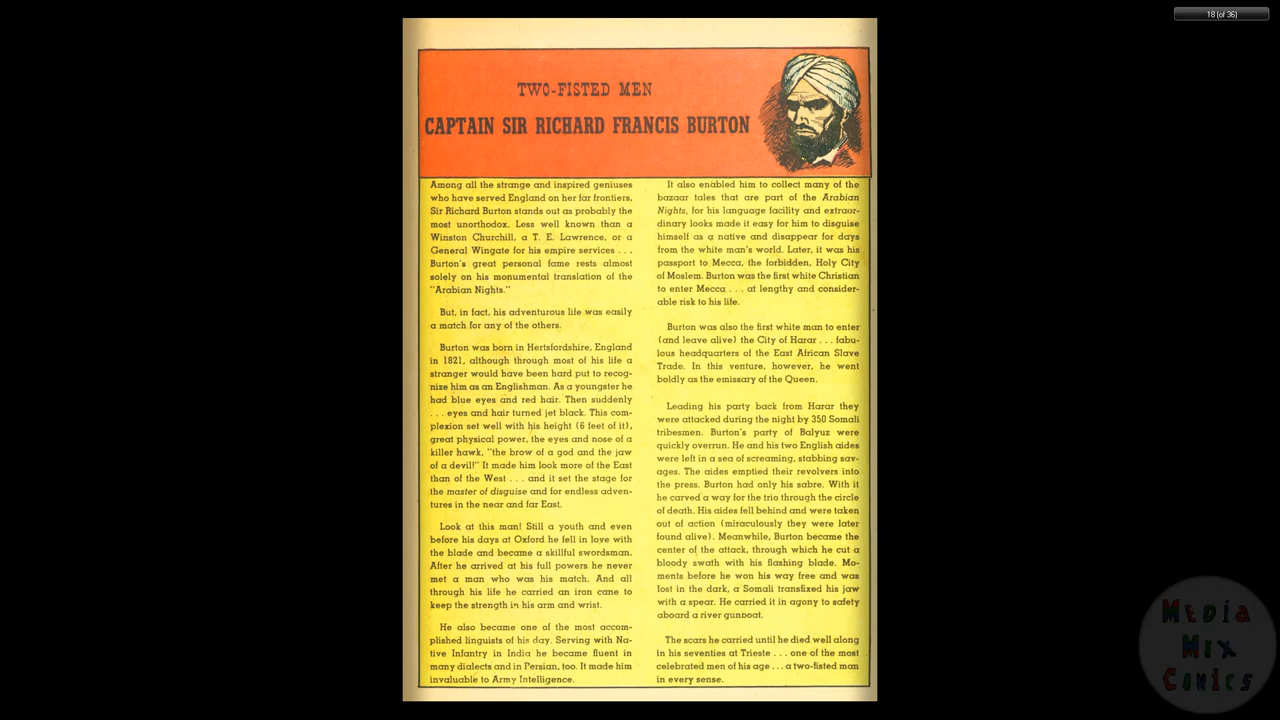 18 (of 36)
TWO-FISTED MEN
CAPTAIN SIR RICHARD FRANCIS BURTON
Among all the strange and inspired geniuses
who have served England on her far frontiers,
Sir Richard Burton stands out as probably the
most unorthodox. Less well known than a
Winston Churchill, a T. E. Lawrence, or a
General Wingate for his empire services . . .
Burton's great personal fame rests almost
solely on his monumental translation of the
"Arabian Nights."
But, in fact, his adventurous life was easily
a match for any of the others.
Burton was born in Hertsfordshire, England
in 1821, although through most of his life a
stranger would have been hard put to recog-
nize him as an Englishman. As a youngster he
had blue eyes and red hair. Then suddenly
. . . eyes and hair turned jet black. This com-
plexion set well with his height (6 feet of it),
great physical power, the eyes and nose of a
killer hawk, "the brow of a god and the jaw
of a devil!" It made him look more of the East
than of the West . . . and it set the stage for
the master of disguise and for endless adven-
tures in the near and far East.
Look at this man! Still a youth and even
before his days at Oxford he fell in love with
the blade and became a skillful swordsman.
After he arrived at his full powers he never
met a man who was his match. And all
through his life he carried an iron cane to
keep the strength in his arm and wrist.
He also became one of the most accom-
plished linguists of his day. Serving with Na-
tive Infantry in India he became fluent in
many dialects and in Persian, too. It made him
invaluable to Army Intelligence.
It also enabled him to collect many of the
bazaar tales that are part of the Arabian
Nights, for his language facility and extraor-
dinary looks made it easy for him to disguise
himself as a native and disappear for days
from the white man's world. Later, it was his
passport to Mecca, the forbidden, Holy City
of Moslem. Burton was the first white Christian
to enter Mecca . . . at lengthy and consider-
able risk to his life.
Burton was also the first white man to enter
(and leave alive) the City of Harar . . . fabu-
lous headquarters of the East African Slave
Trade. In this venture, however, he went
boldly as the emissary of the Queen.
Leading his party back from Harar they
were attacked during the night by 350 Somali
tribesmen. Burton's party of Balyuz were
quickly overrun. He and his two English aides
were left in a sea of screaming, stabbing sav-
ages. The aides emptied their revolvers into
the press. Burton had only his sabre. With it
he carved a way for the trio through the circle
of death. His aides fell behind and were taken
out of action (miraculously they were later
found alive). Meanwhile, Burton became the
center of the attack, through which he cut a
bloody swath with his flashing blade. Mo-
ments before he won his way free and was
lost in the dark, a Somali transfixed his jaw
with a spear. He carried it in agony to safety
aboard a river gunboat.
The scars he carried until he died well along
in his seventies at Trieste . . . one of the most
celebrated men of his age . . . a two-fisted man
in every sense.
MEDIA
MIX
COMICS